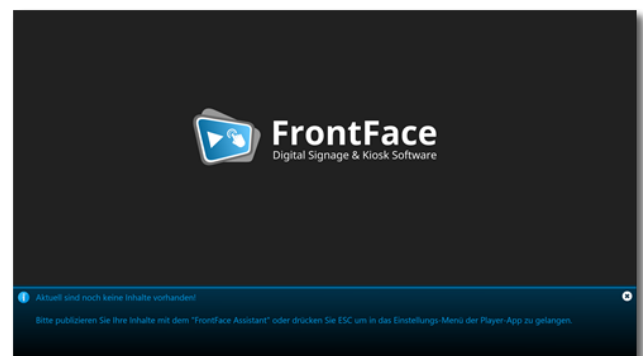 FrontFace
Digital Signage & Kiosk Software
Aktuell sind noch keine Inhalte vorhanden!
Bitte publizieren Sie Ihre Inhalte mit dem "FrontFace Assistant" oder drücken Sie ESC um in das Einstellungs-Menü der Player-App zu gelangen.